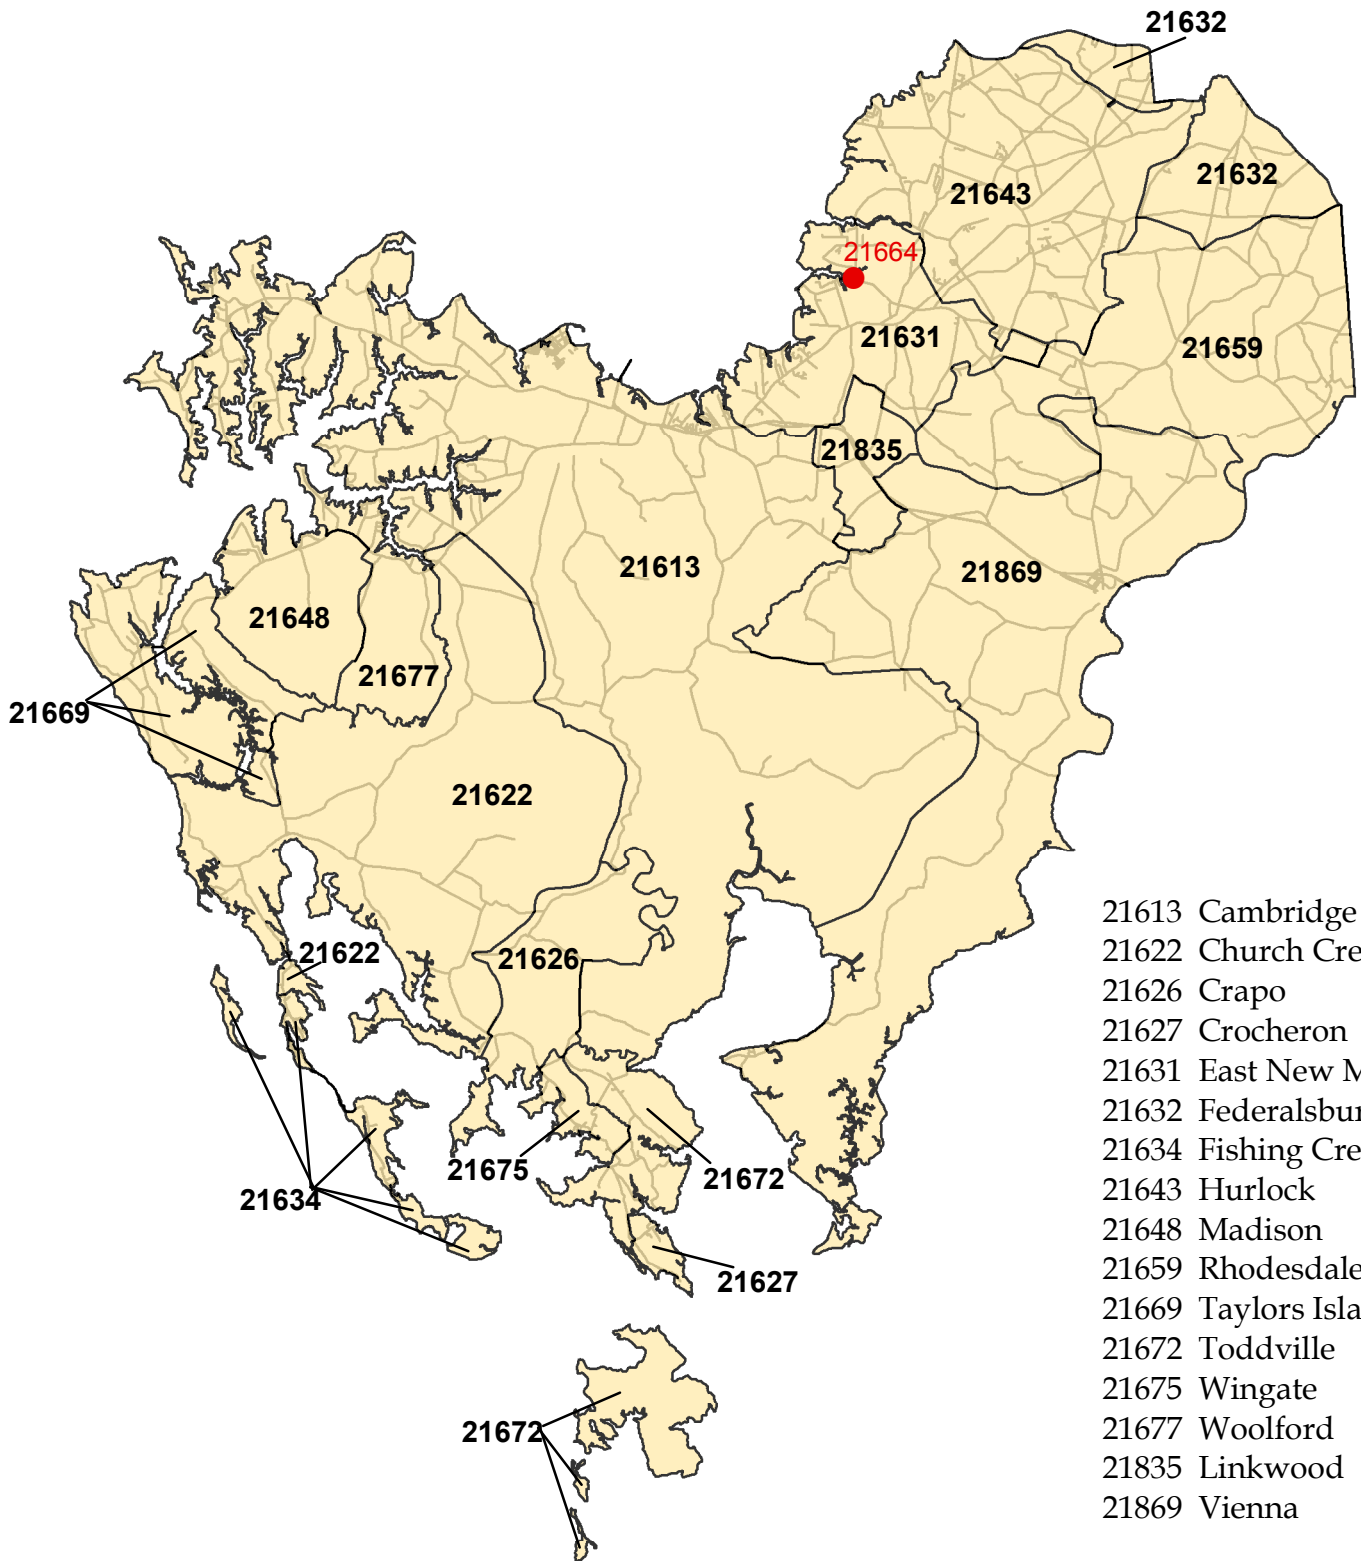 21632
21632
21643
21664
21631
21659
21835
21613
21869
21648
21677
21669
21622
21622
21626
21675
21672
21634
21627
21672
21613 Cambridge
21622 Church Cre
21626 Crapo
21627 Crocheron
21631 East New M
21632 Federalsbur
21634 Fishing Cre
21643 Hurlock
21648 Madison
21659 Rhodesdale
21669 Taylors Isla
21672 Toddville
21675 Wingate
21677 Woolford
21835 Linkwood
21869 Vienna